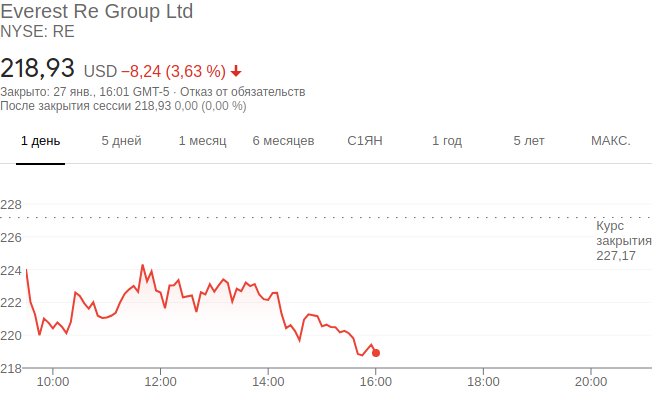 Everest Re Group Ltd
NYSE: RE
218,93 USD −8,24 (3,63 %)
Закрыто: 27 янв., 16:01 GMT-5 · Отказ от обязательств
После закрытия сессии 218,93 0,00 (0,00 %)
1 день 5 дней 1 месяц 6 месяцев С1ЯН 1 год 5 лет МАКС.
228
Курс
226
закрытия
227,17
224
222
220
218
10:00 12:00 14:00 16:00 18:00 20:00